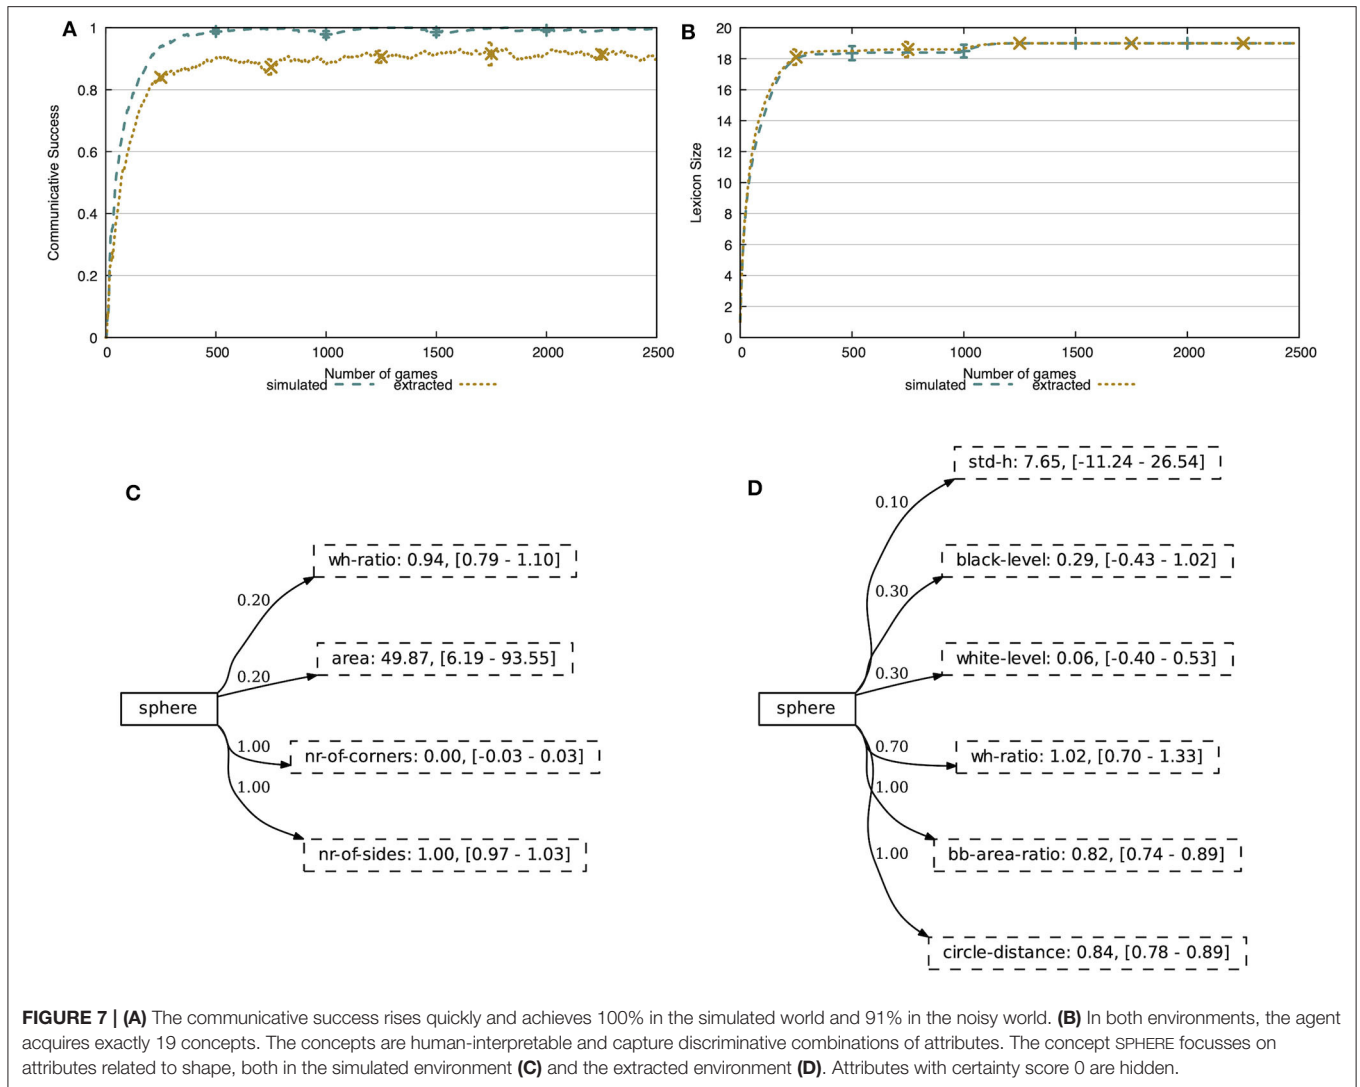 A
Communicative Success
1
0.8
0.6
0.4
0.2
0
0 500 1000 1500 2000 2500
Number of games
simulated extracted
B
Lexicon Size
20
18
16
14
12
10
8
6
4
2
0
0 500 1000 1500 2000 2500
Number of games
simulated extracted
C
sphere
0.20
wh-ratio: 0.94, [0.79 - 1.10]
0.20
area: 49.87, [6.19 - 93.55]
1.00
nr-of-corners: 0.00, [-0.03 - 0.03]
1.00
nr-of-sides: 1.00, [0.97 - 1.03]
D
sphere
0.10
std-h: 7.65, [-11.24 - 26.54]
0.30
black-level: 0.29, [-0.43 - 1.02]
0.30
white-level: 0.06, [-0.40 - 0.53]
0.70
wh-ratio: 1.02, [0.70 - 1.33]
1.00
bb-area-ratio: 0.82, [0.74 - 0.89]
1.00
circle-distance: 0.84, [0.78 - 0.89]
FIGURE 7 | (A) The communicative success rises quickly and achieves 100% in the simulated world and 91% in the noisy world. (B) In both environments, the agent
acquires exactly 19 concepts. The concepts are human-interpretable and capture discriminative combinations of attributes. The concept SPHERE focusses on
attributes related to shape, both in the simulated environment (C) and the extracted environment (D). Attributes with certainty score 0 are hidden.